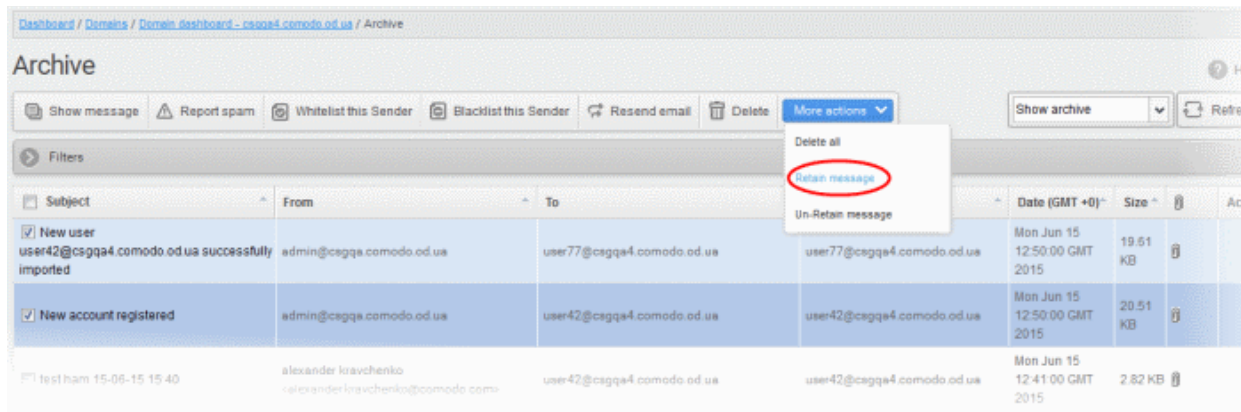 Dashboard / Domains / Domain dashboard - csgqa4.comodo.od.ua / Archive
Archive
Show message Report spam Whitelist this Sender Blacklist this Sender Resend email Delete More actions Show archive
Delete all
Filters
Retain message
Un-Retain message
Subject From To Date (GMT +0) Size
New user
user42@csgqa4.comodo.od.ua successfully
imported
admin@csgqa.comodo.od.ua user77@csgqa4.comodo.od.ua user77@csgqa4.comodo.od.ua
Mon Jun 15
12:50:00 GMT
2015
19.61
KB
New account registered admin@csgqa.comodo.od.ua user42@csgqa4.comodo.od.ua user42@csgqa4.comodo.od.ua
Mon Jun 15
12:50:00 GMT
2015
20.51
KB
test ham 15-06-15 15:40
alexander kravchenko
<alexander.kravchenko@comodo.com>
user42@csgqa4.comodo.od.ua user42@csgqa4.comodo.od.ua
Mon Jun 15
12:41:00 GMT
2015
2.82 KB